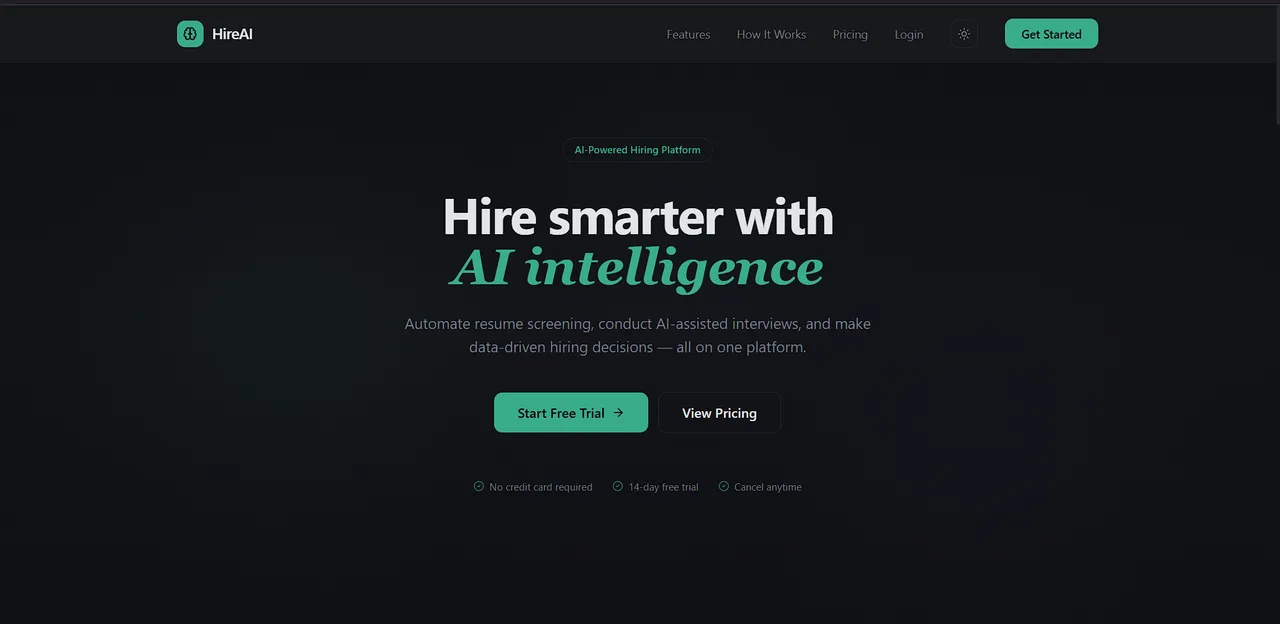 HireAI
Features
How It Works
Pricing
Login
Get Started
AI-Powered Hiring Platform
Hire smarter with
AI intelligence
Automate resume screening, conduct AI-assisted interviews, and make
data-driven hiring decisions — all on one platform.
Start Free Trial →
View Pricing
No credit card required
14-day free trial
Cancel anytime